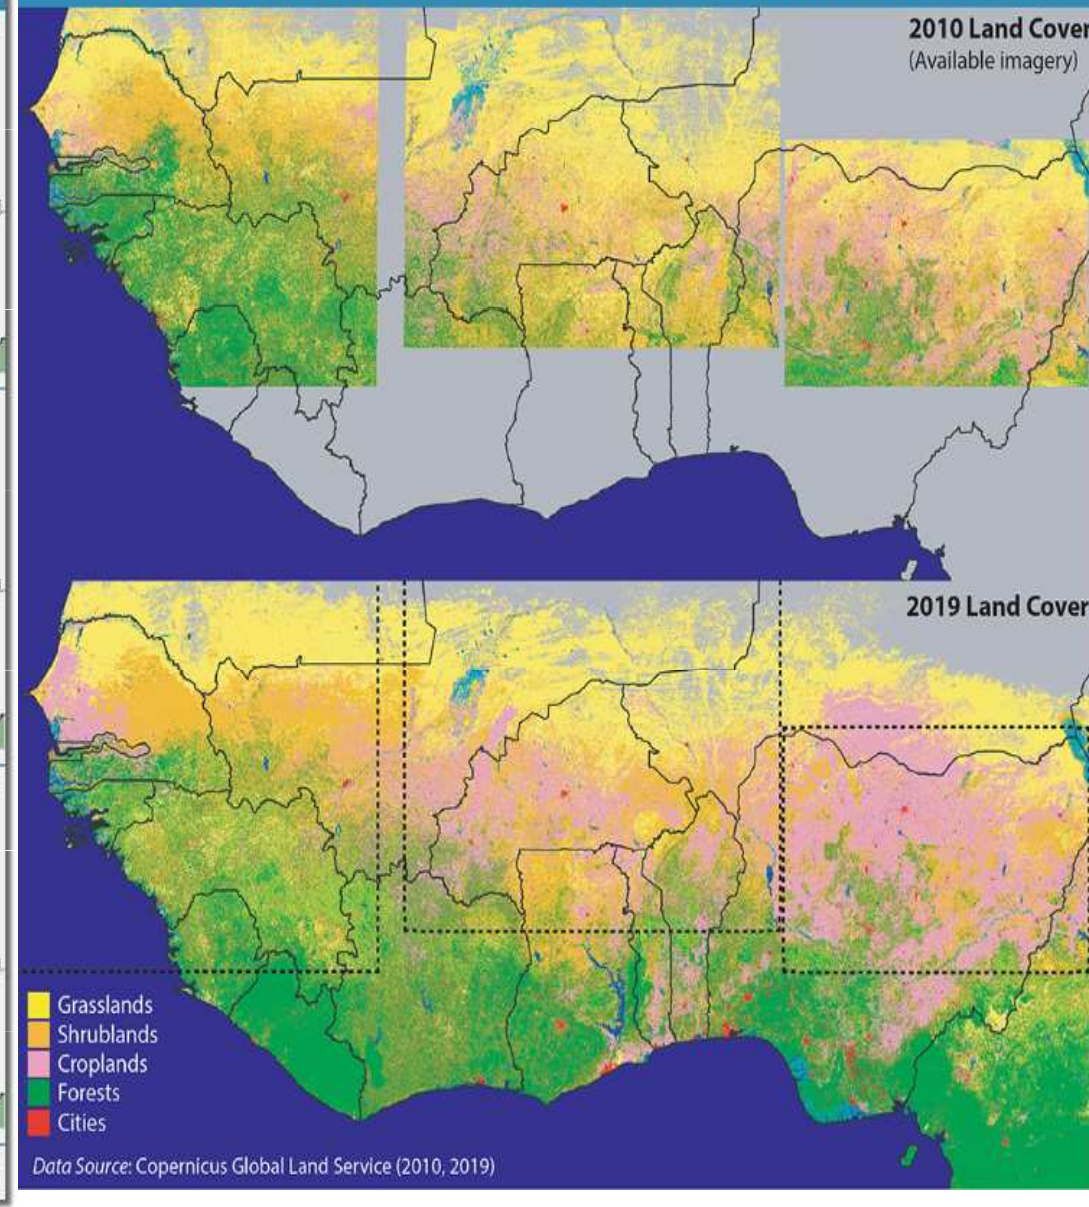 2010 Land Cover
(Available imagery)
2019 Land Cover
Grasslands
Shrublands
Croplands
Forests
Cities
Data Source: Copernicus Global Land Service (2010, 2019)